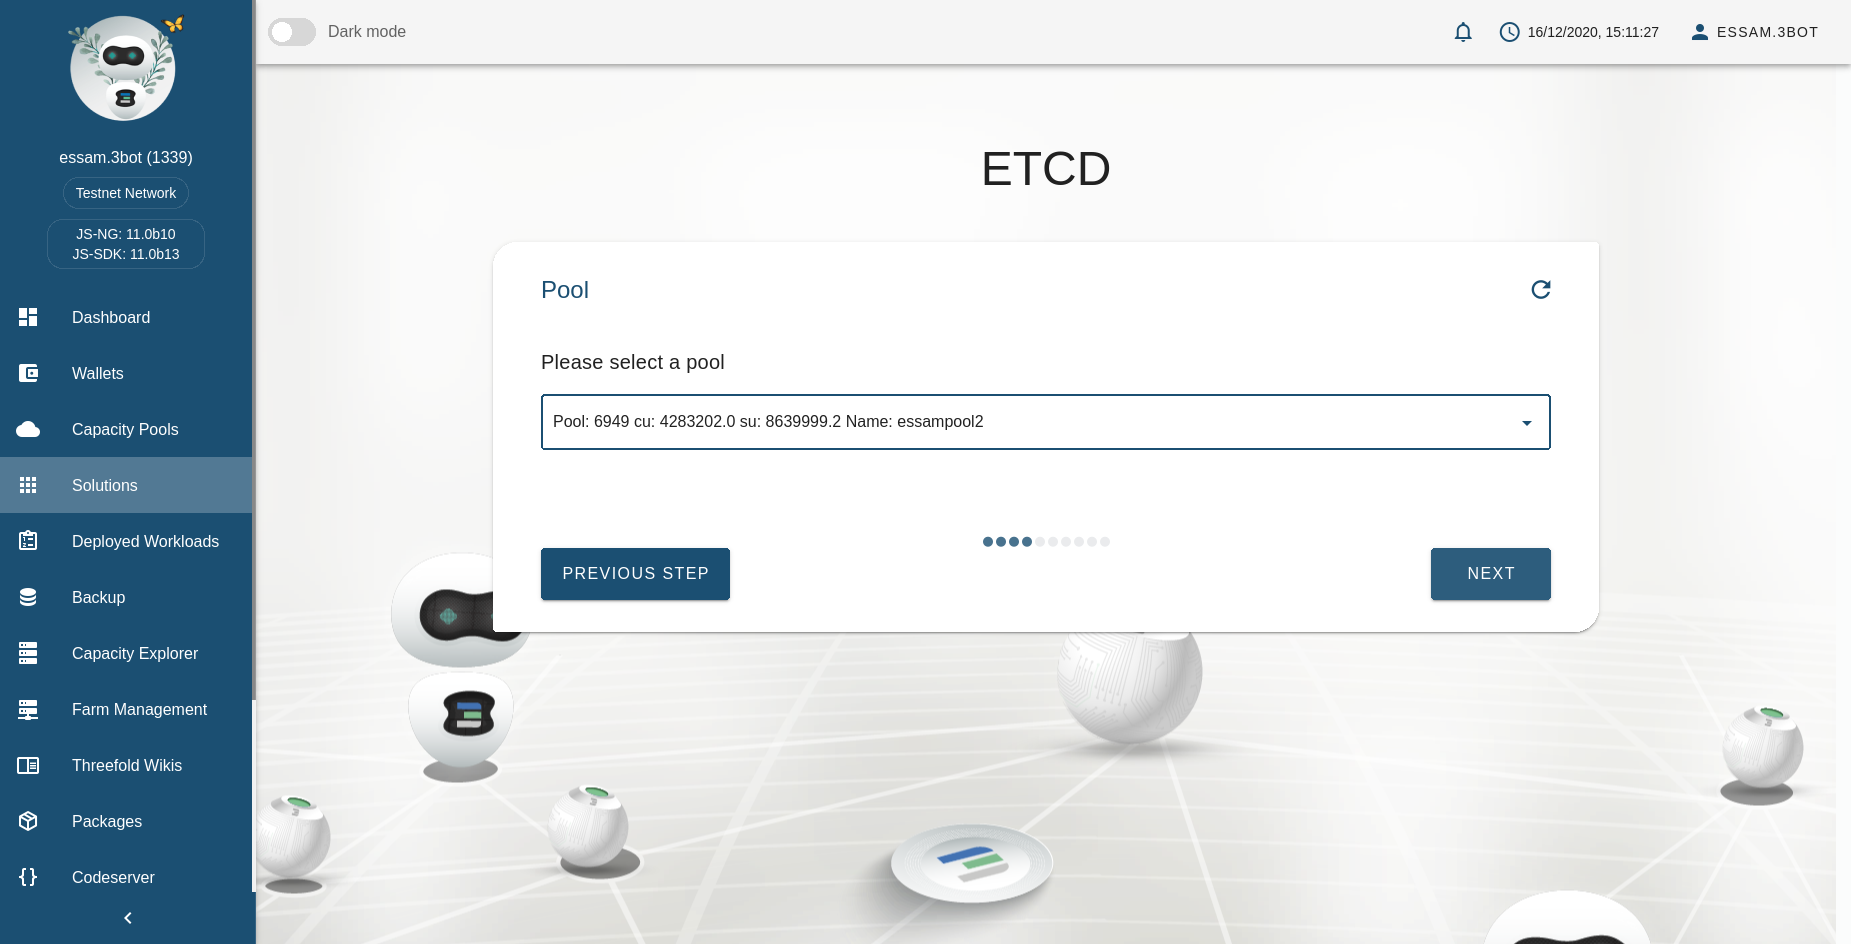 essam.3bot (1339)
Testnet Network
JS-NG: 11.0b10
JS-SDK: 11.0b13
Dashboard
Wallets
Capacity Pools
Solutions
Deployed Workloads
Backup
Capacity Explorer
Farm Management
Threefold Wikis
Packages
Codeserver
Dark mode
16/12/2020, 15:11:27
ESSAM.3BOT
ETCD
Pool
Please select a pool
Pool: 6949 cu: 4283202.0 su: 8639999.2 Name: essampool2
PREVIOUS STEP
NEXT